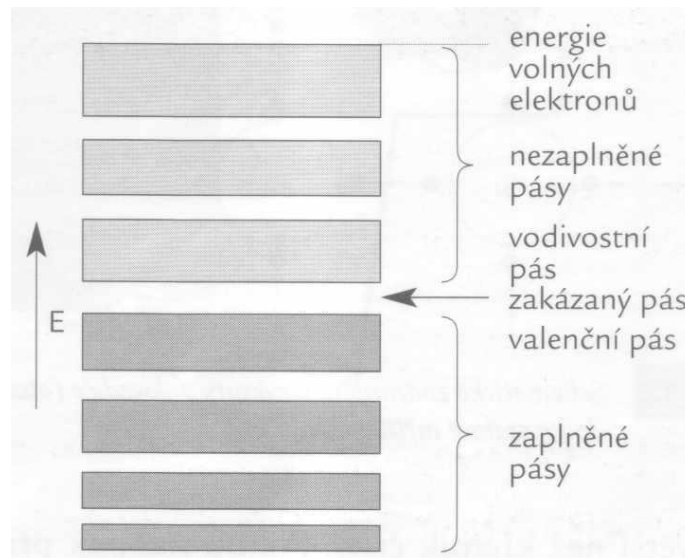 energie
volných
elektronů
nezaplněné
pásy
vodivostní
pás
zakázaný pás
E
valenční pás
zaplněné
pásy